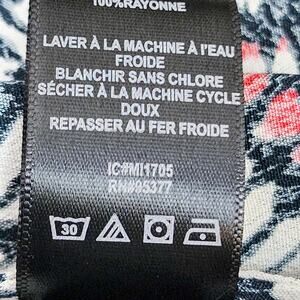 100%RAYONNE
LAVER À LA MACHINE À l'EAU
FROIDE
BLANCHIR SANS CHLORE
SÉCHER À LA MACHINE CYCLE
DOUX
REPASSER AU FER FROIDE
IC#MI1705
RN#95377
30